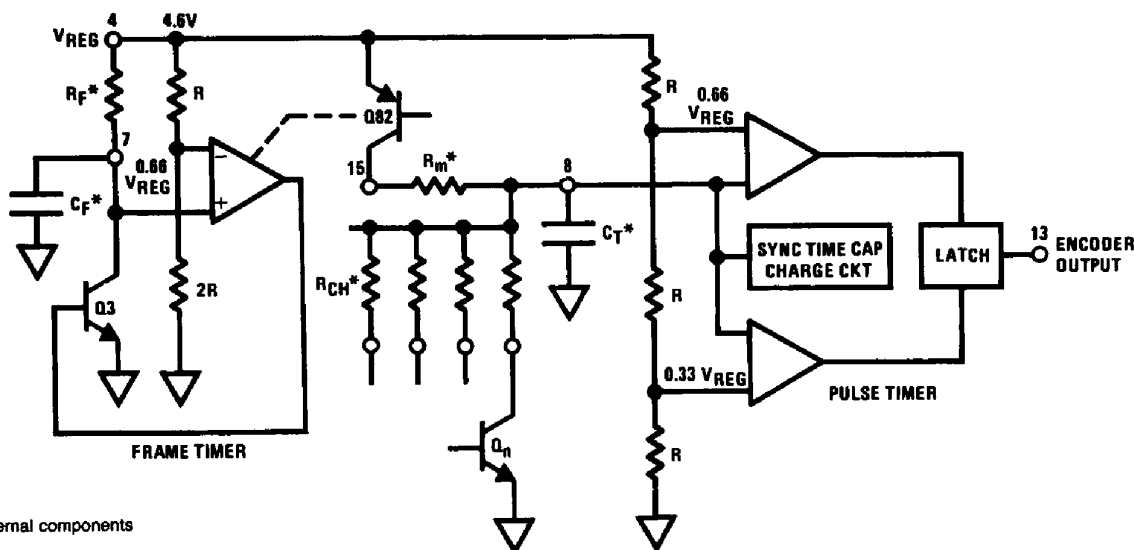 4
4.6V
VREG
RF*
R
7
0.66
VREG
CF*
−
+
Q3
2R
FRAME TIMER
Q82
15
Rm*
8
CT*
RCH*
Qn
R
0.66
VREG
R
0.33 VREG
R
SYNC TIME CAP
CHARGE CKT
LATCH
13
ENCODER
OUTPUT
PULSE TIMER
ernal components